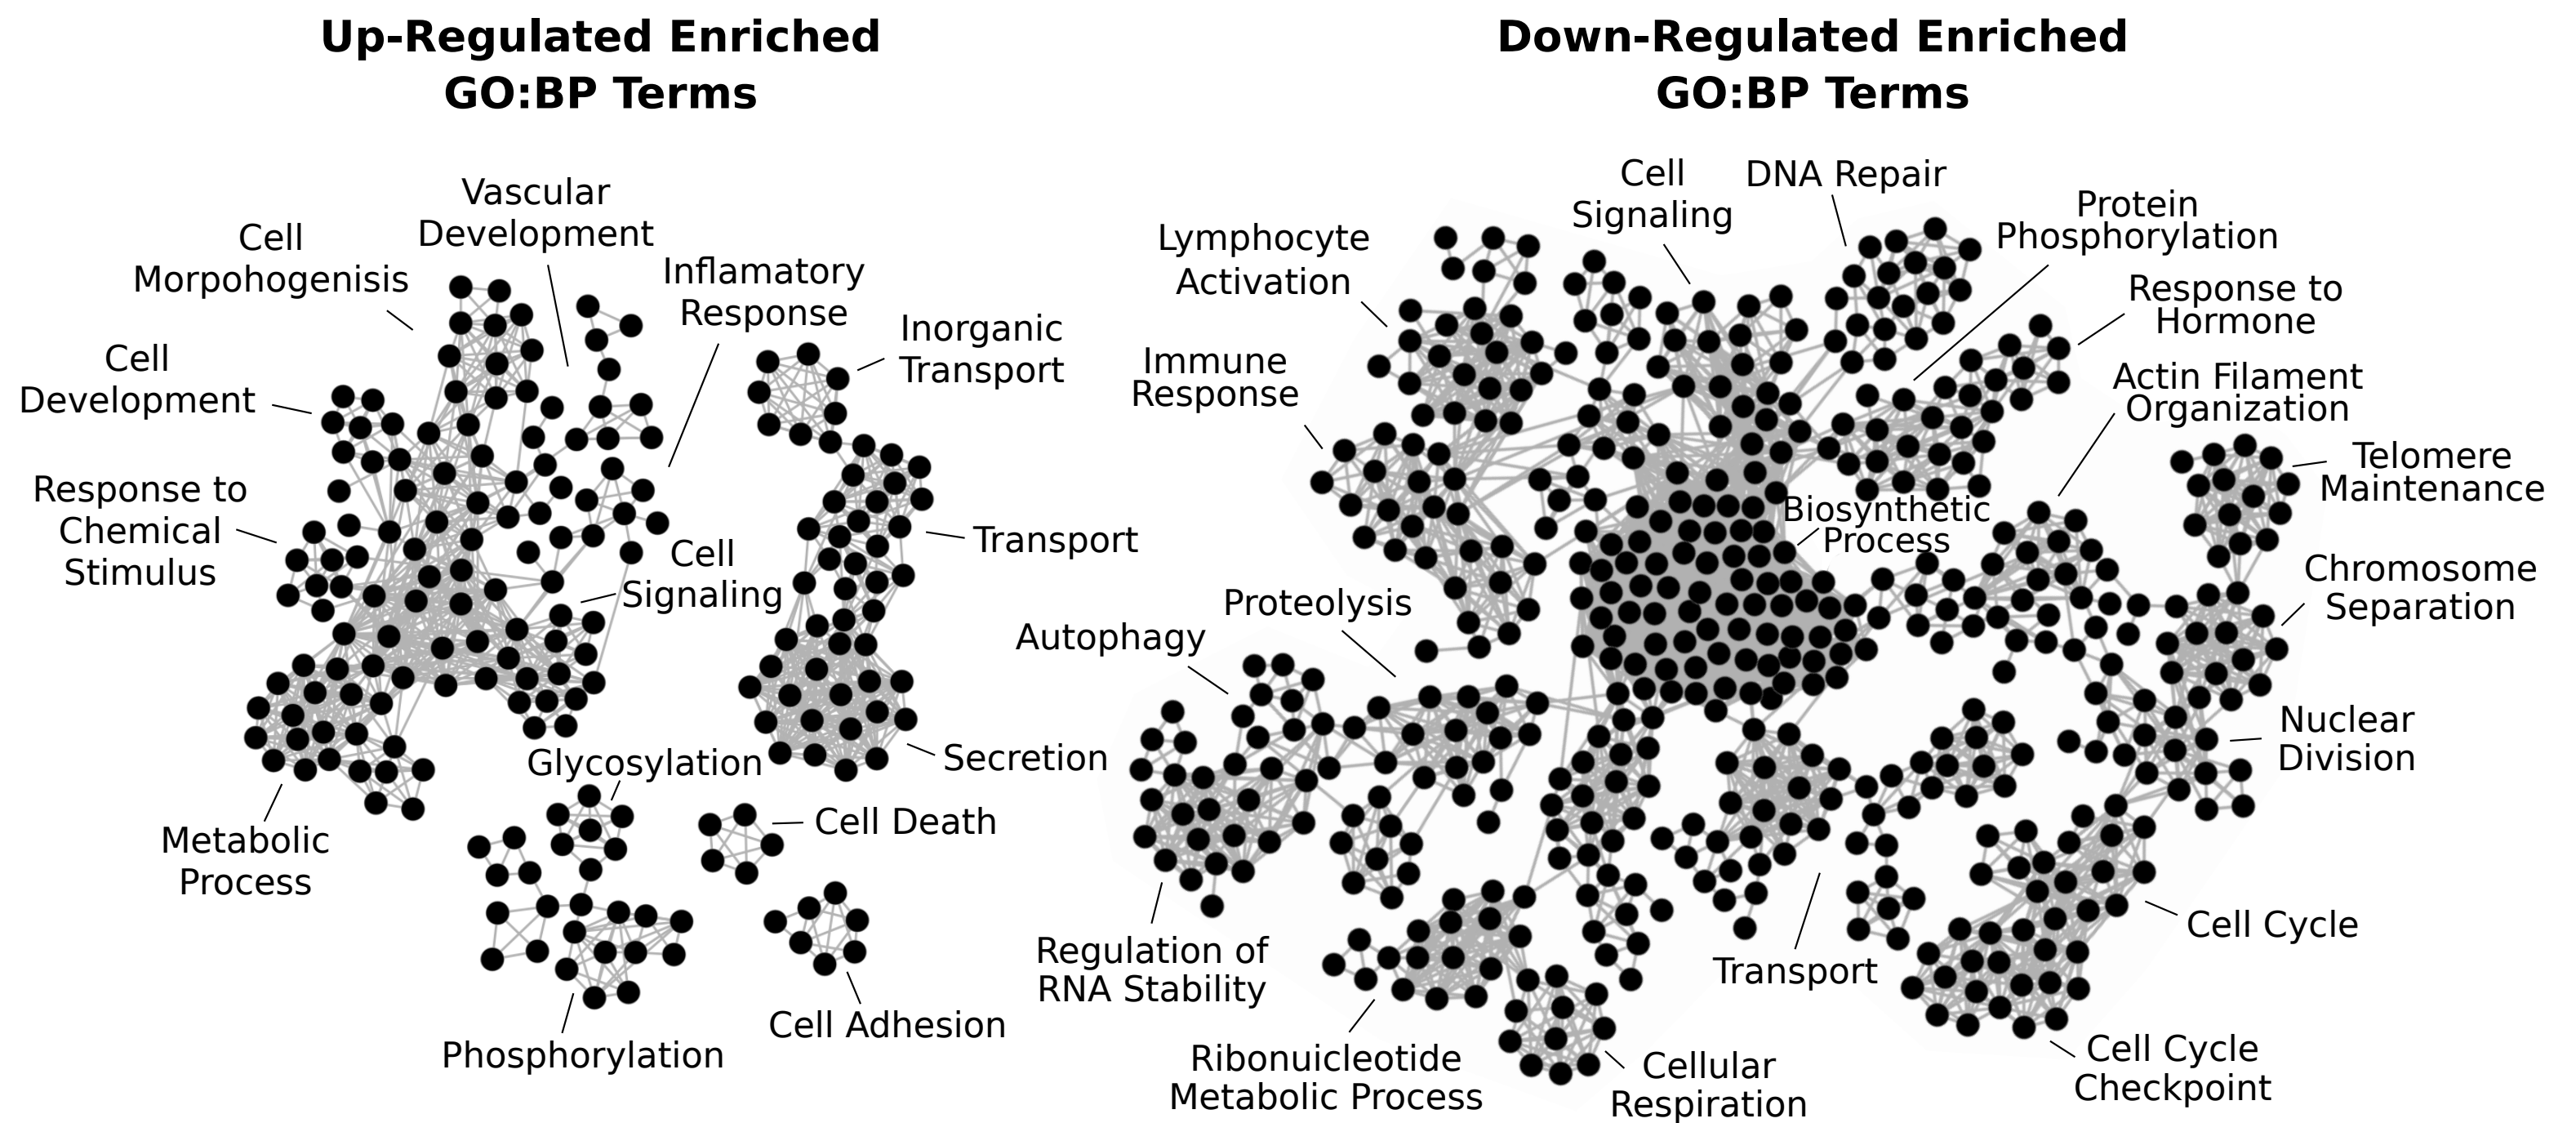 Up-Regulated Enriched
GO:BP Terms
Vascular
Development
Cell
Morpohogenisis
Inflamatory
Response
Inorganic
Transport
Cell
Development
Response to
Chemical
Stimulus
Transport
Cell
Signaling
Glycosylation
Secretion
Metabolic
Process
Cell Death
Phosphorylation
Cell Adhesion
Down-Regulated Enriched
GO:BP Terms
Cell
Signaling
DNA Repair
Protein
Phosphorylation
Lymphocyte
Activation
Response to
Hormone
Immune
Response
Actin Filament
Organization
Telomere
Maintenance
Biosynthetic
Process
Chromosome
Separation
Proteolysis
Autophagy
Nuclear
Division
Regulation of
RNA Stability
Transport
Cell Cycle
Ribonuicleotide
Metabolic Process
Cellular
Respiration
Cell Cycle
Checkpoint